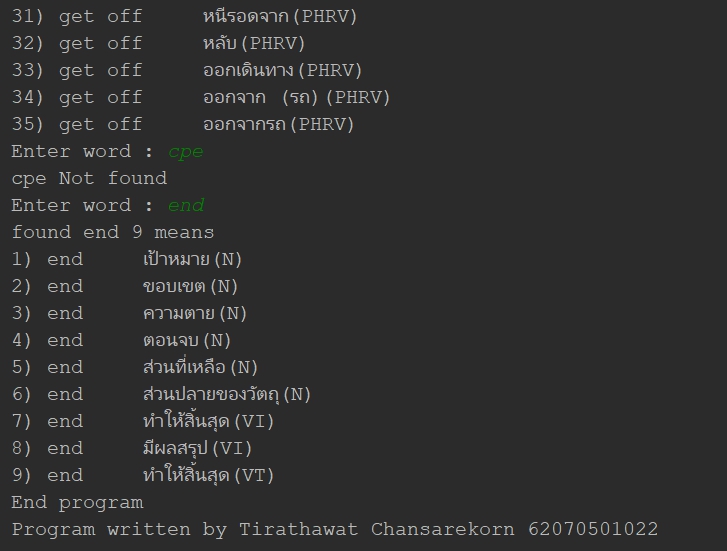 31) get off     หนีรอดจาก(PHRV)
32) get off     หลับ(PHRV)
33) get off     ออกเดินทาง(PHRV)
34) get off     ออกจาก (รถ)(PHRV)
35) get off     ออกจากรถ(PHRV)
Enter word : cpe
cpe Not found
Enter word : end
found end 9 means
1) end     เป้าหมาย(N)
2) end     ขอบเขต(N)
3) end     ความตาย(N)
4) end     ตอนจบ(N)
5) end     ส่วนที่เหลือ(N)
6) end     ส่วนปลายของวัตถุ(N)
7) end     ทำให้สิ้นสุด(VI)
8) end     มีผลสรุป(VI)
9) end     ทำให้สิ้นสุด(VT)
End program
Program written by Tirathawat Chansarekorn 62070501022